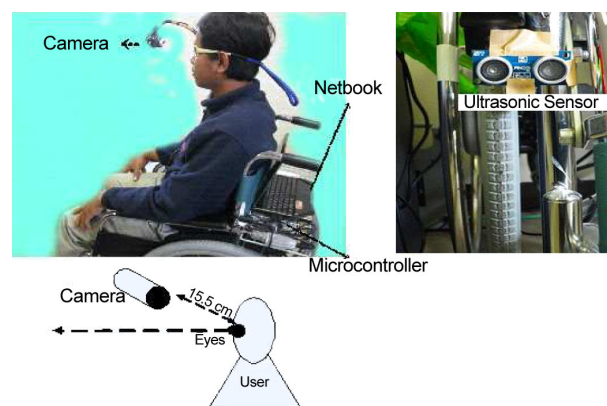 Camera
Netbook
Ultrasonic Sensor
Microcontroller
Camera
15.5 cm
Eyes
User